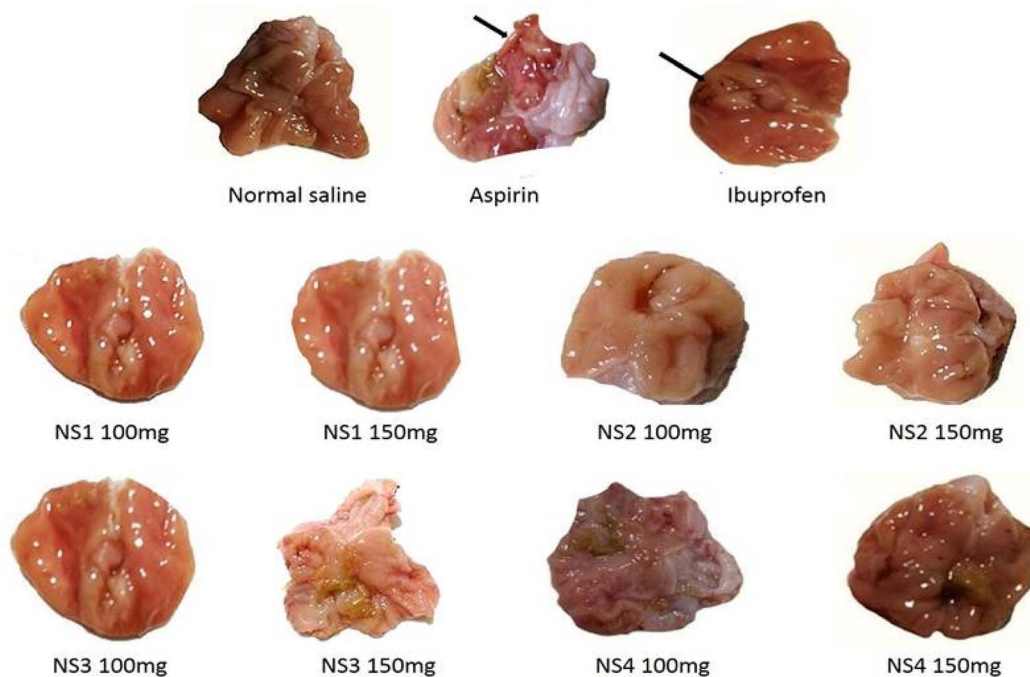 Normal saline
Aspirin
Ibuprofen
NS1 100mg
NS1 150mg
NS2 100mg
NS2 150mg
NS3 100mg
NS3 150mg
NS4 100mg
NS4 150mg